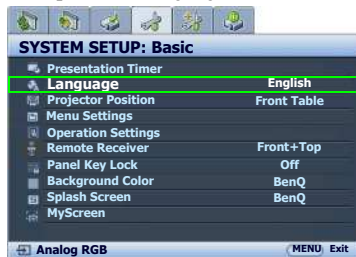 SYSTEM SETUP: Basic
Presentation Timer
Language English
Projector Position Front Table
Menu Settings
Operation Settings
Remote Receiver Front+Top
Panel Key Lock Off
Background Color BenQ
Splash Screen BenQ
MyScreen
Analog RGB MENU Exit